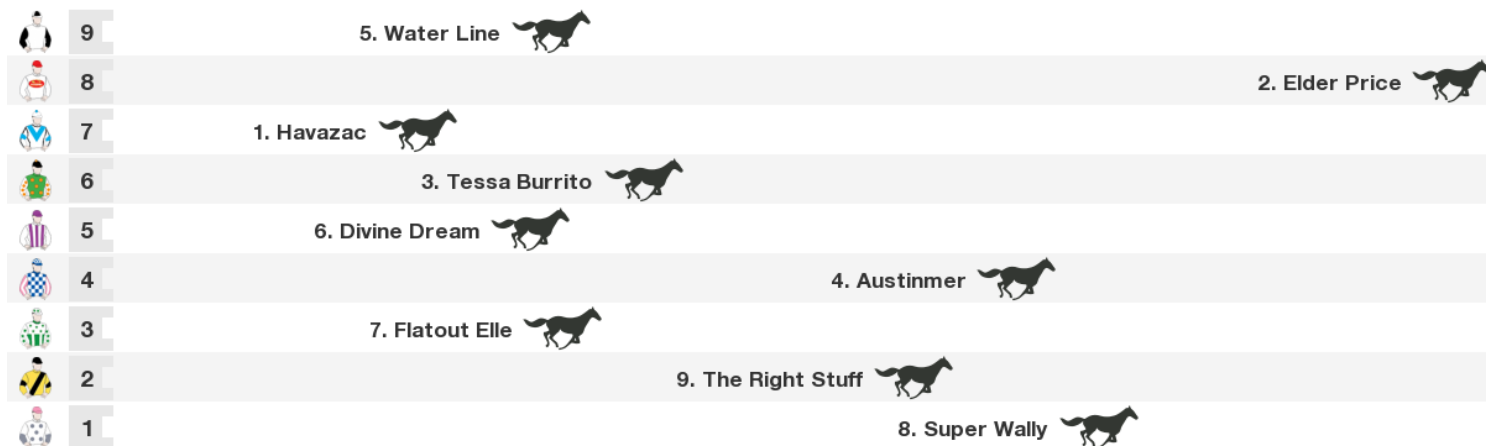 9 5. Water Line
8 2. Elder Price
7 1. Havazac
6 3. Tessa Burrito
5 6. Divine Dream
4 4. Austinmer
3 7. Flatout Elle
2 9. The Right Stuff
1 8. Super Wally